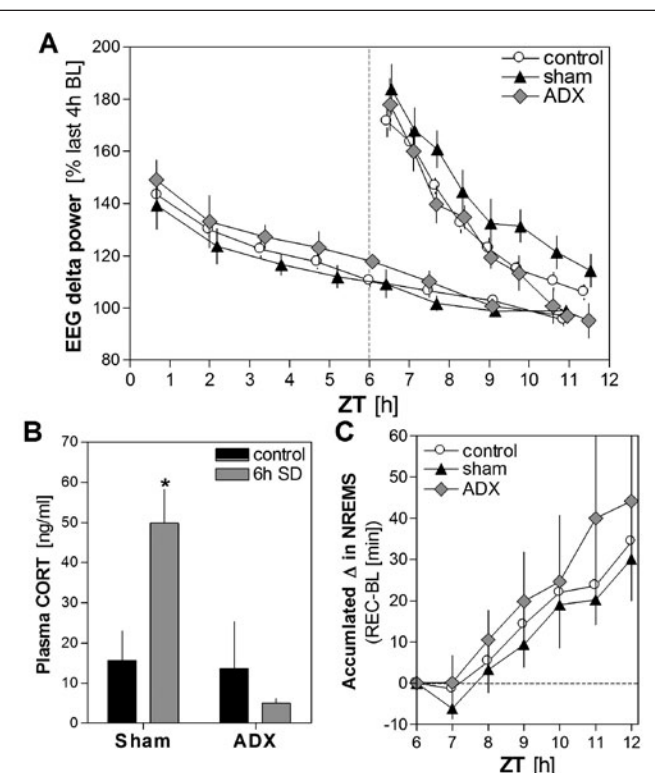 A
200
180
160
140
120
100
80
EEG delta power [% last 4h BL]
control
sham
ADX
0 1 2 3 4 5 6 7 8 9 10 11 12
ZT [h]
B
70
60
50
40
30
20
10
0
Plasma CORT [ng/ml]
control
6h SD
*
Sham ADX
C
60
50
40
30
20
10
0
-10
Accumlated Δ in NREMS
(REC-BL [min])
control
sham
ADX
6 7 8 9 10 11 12
ZT [h]